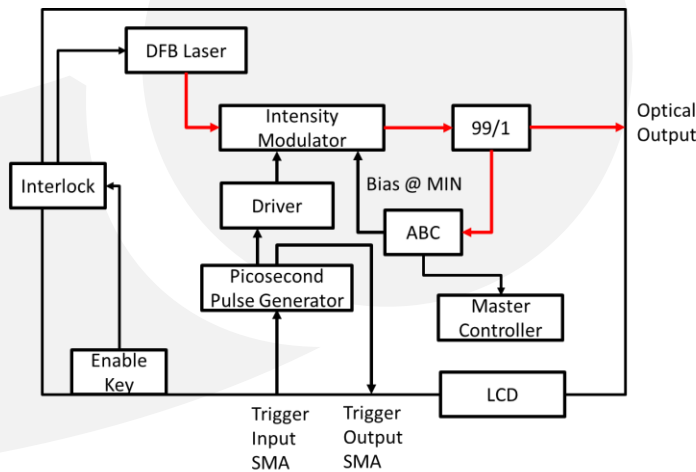 DFB Laser
Intensity
Modulator
99/1
Optical
Output
Interlock
Bias @ MIN
Driver
ABC
Picosecond
Pulse Generator
Master
Controller
Enable
Key
LCD
Trigger
Input
SMA
Trigger
Output
SMA